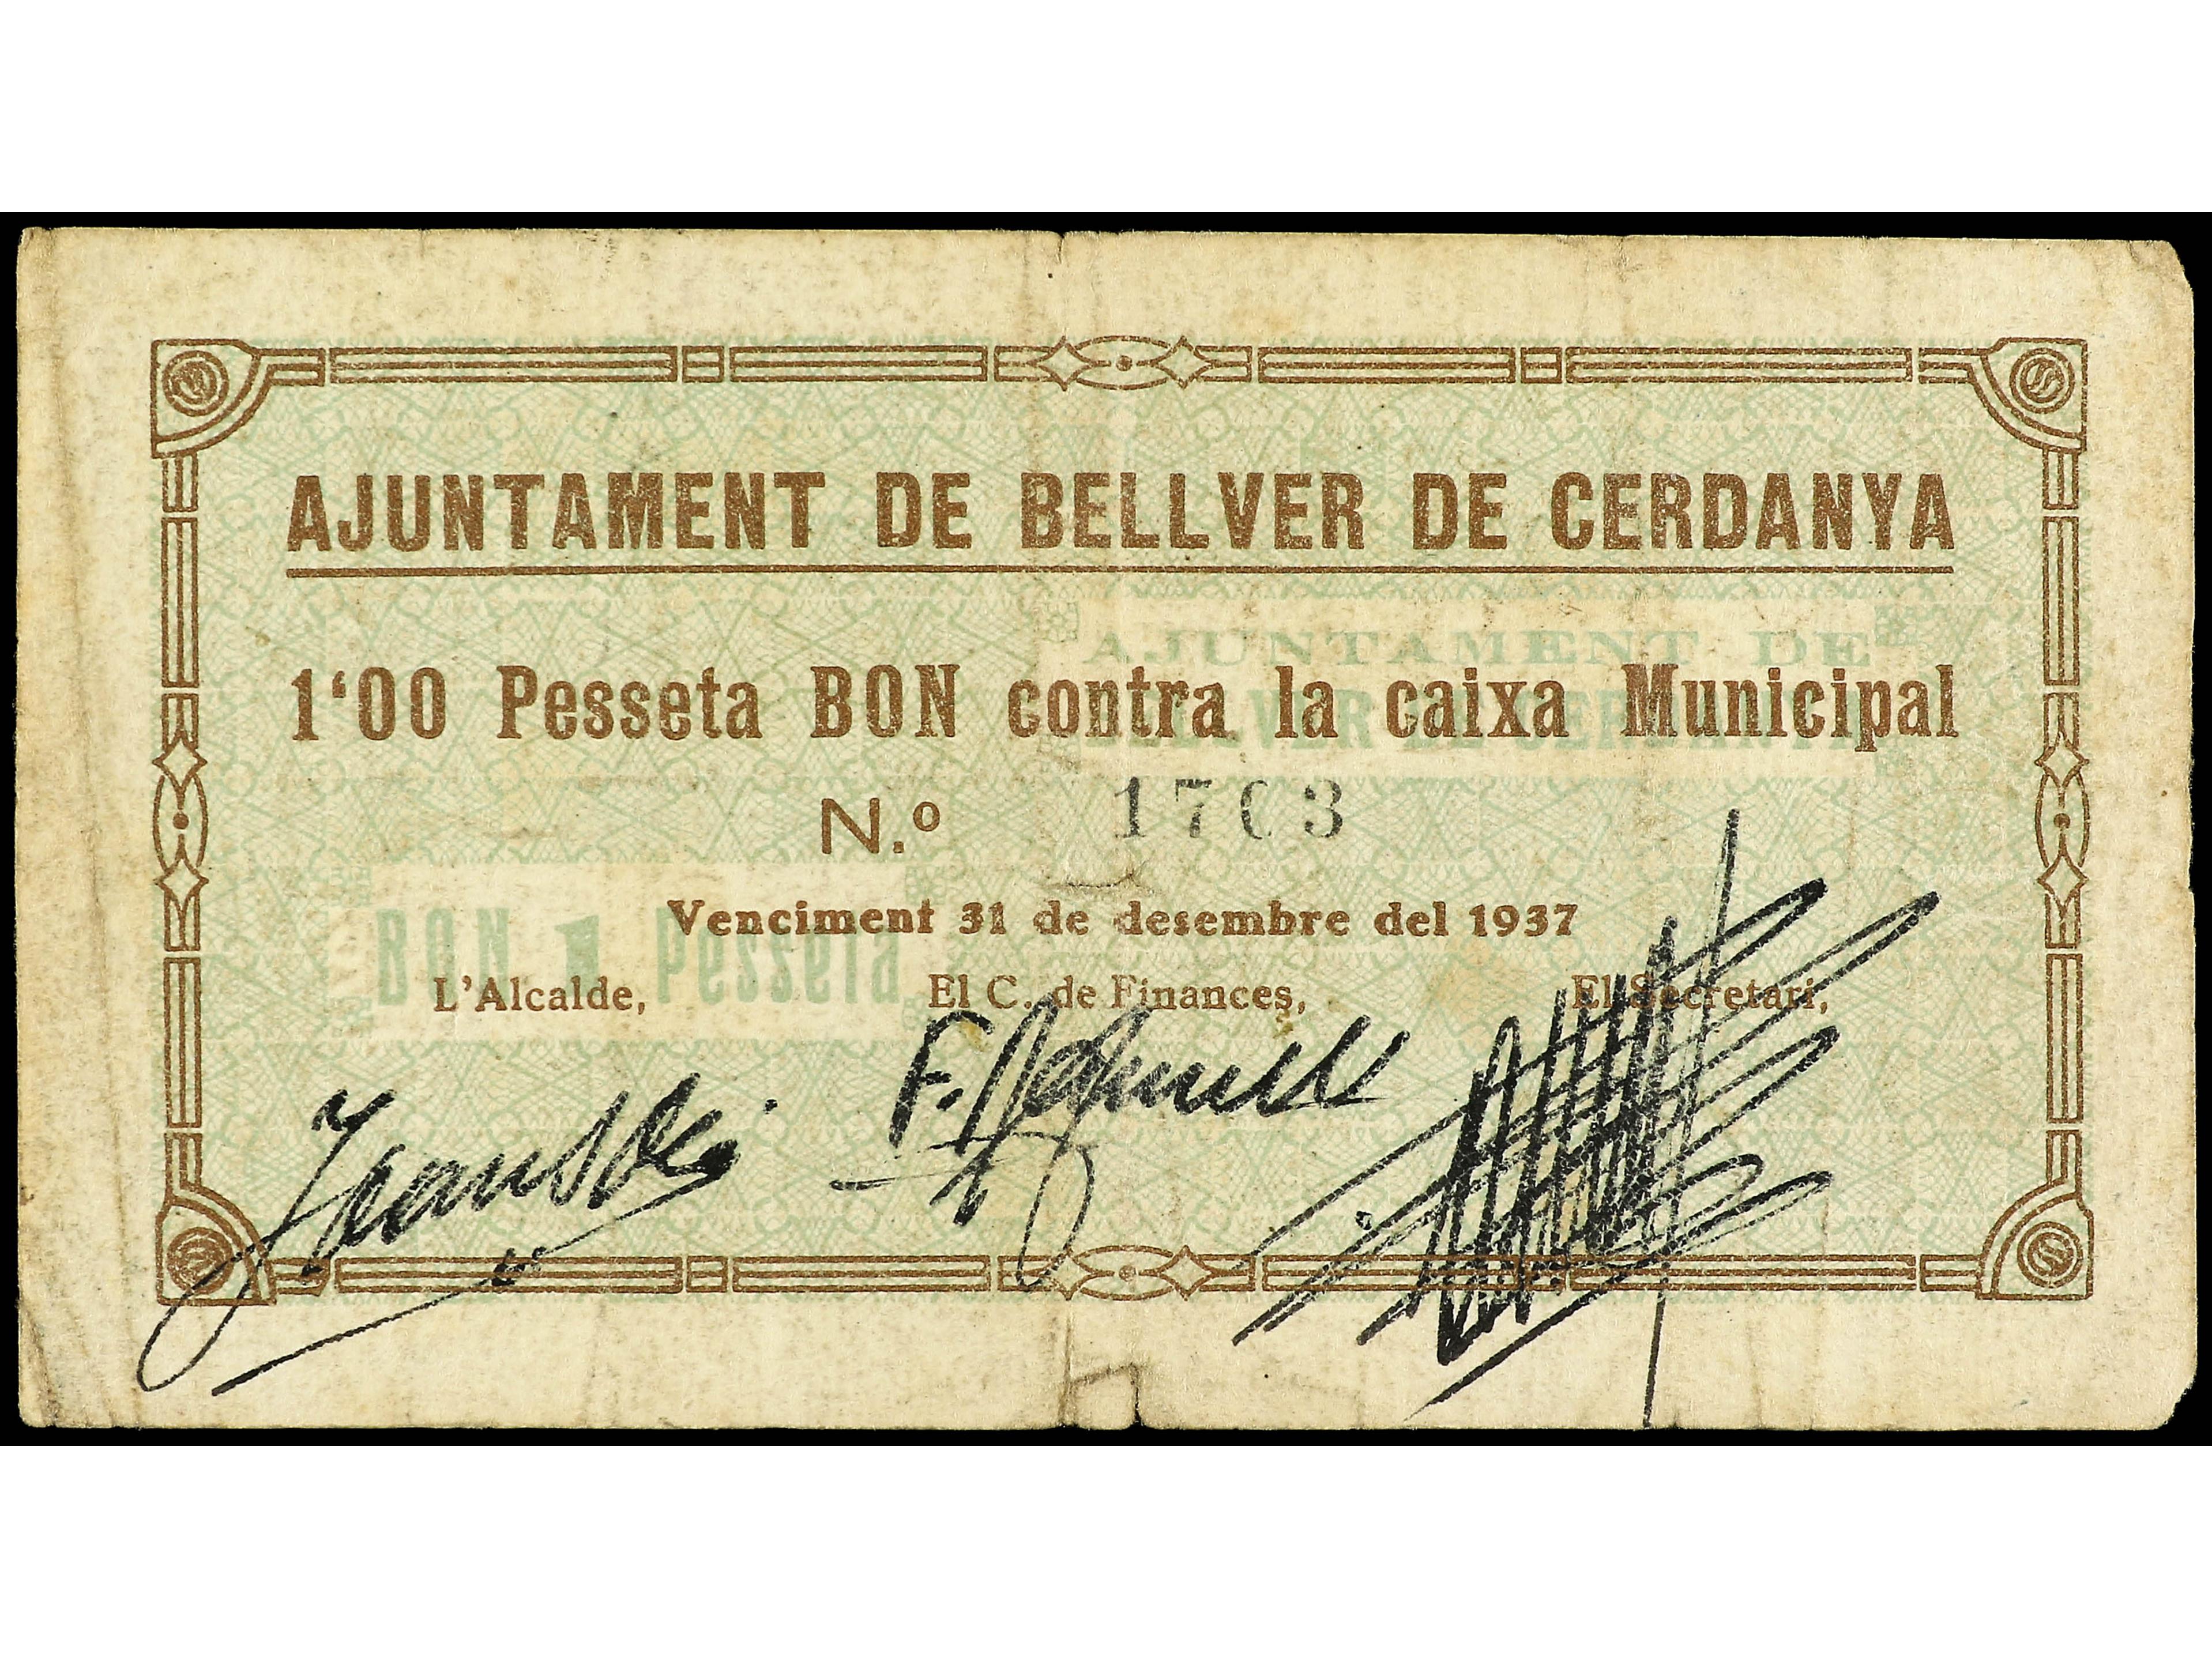 AJUNTAMENT DE BELLVER DE CERDANYA
AJUNTAMENT DE
1'00 Pesseta BON contra la caixa Municipal
N.º 1703
Venciment 31 de desembre del 1937
BON 1 Pesseta
L'Alcalde, El C. de Finances, El Secretari,